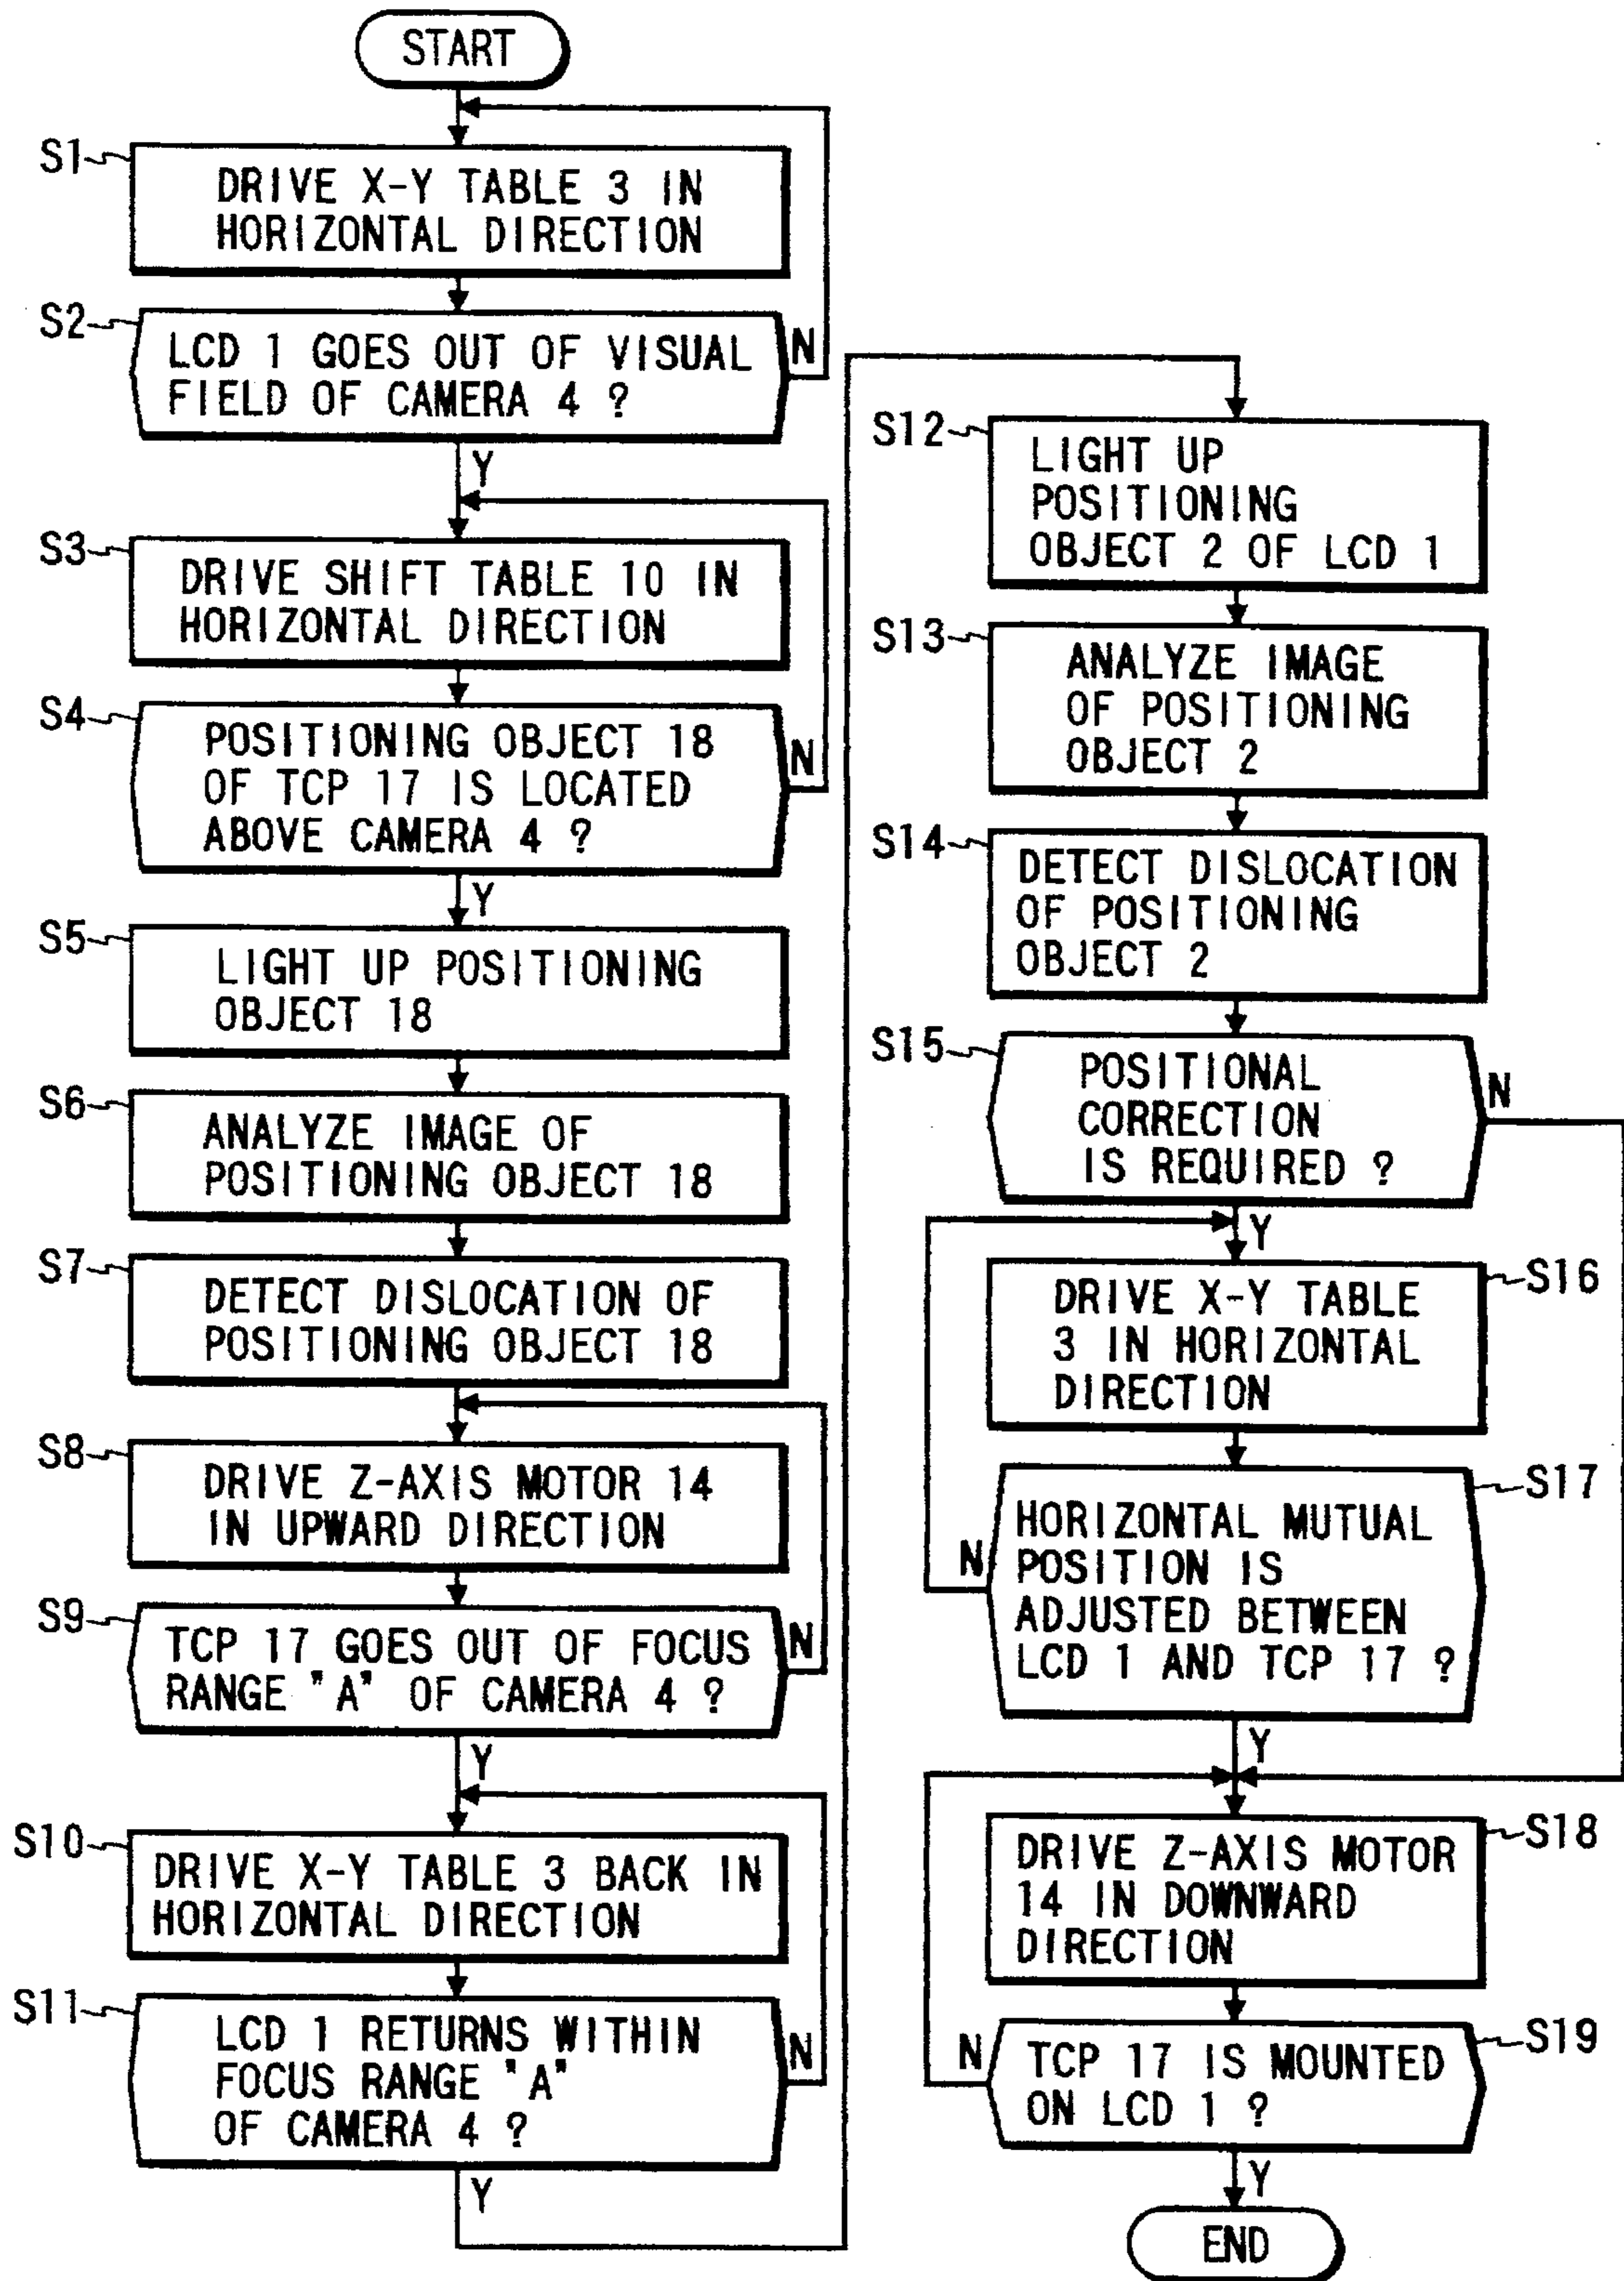 START
S1
DRIVE X-Y TABLE 3 IN
HORIZONTAL DIRECTION
S2
LCD 1 GOES OUT OF VISUAL
FIELD OF CAMERA 4 ?
N
Y
S3
DRIVE SHIFT TABLE 10 IN
HORIZONTAL DIRECTION
S4
POSITIONING OBJECT 18
OF TCP 17 IS LOCATED
ABOVE CAMERA 4 ?
N
Y
S5
LIGHT UP POSITIONING
OBJECT 18
S6
ANALYZE IMAGE OF
POSITIONING OBJECT 18
S7
DETECT DISLOCATION OF
POSITIONING OBJECT 18
S8
DRIVE Z-AXIS MOTOR 14
IN UPWARD DIRECTION
S9
TCP 17 GOES OUT OF FOCUS
RANGE "A" OF CAMERA 4 ?
N
Y
S10
DRIVE X-Y TABLE 3 BACK IN
HORIZONTAL DIRECTION
S11
LCD 1 RETURNS WITHIN
FOCUS RANGE "A"
OF CAMERA 4 ?
N
Y
S12
LIGHT UP
POSITIONING
OBJECT 2 OF LCD 1
S13
ANALYZE IMAGE
OF POSITIONING
OBJECT 2
S14
DETECT DISLOCATION
OF POSITIONING
OBJECT 2
S15
POSITIONAL
CORRECTION
IS REQUIRED ?
N
Y
S16
DRIVE X-Y TABLE
3 IN HORIZONTAL
DIRECTION
S17
HORIZONTAL MUTUAL
POSITION IS
ADJUSTED BETWEEN
LCD 1 AND TCP 17 ?
N
Y
S18
DRIVE Z-AXIS MOTOR
14 IN DOWNWARD
DIRECTION
S19
TCP 17 IS MOUNTED
ON LCD 1 ?
N
Y
END